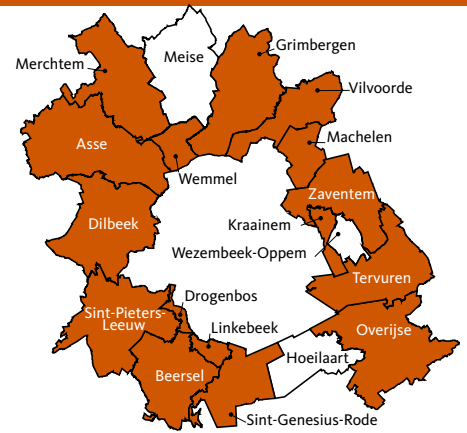 Grimbergen
Meise
Merchtem
Vilvoorde
Machelen
Asse
Wemmel
Zaventem
Dilbeek
Kraainem
Wezembeek-Oppem
Tervuren
Drogenbos
Sint-Pieters-
Leeuw
Linkebeek
Overijse
Hoeilaart
Beersel
Sint-Genesius-Rode